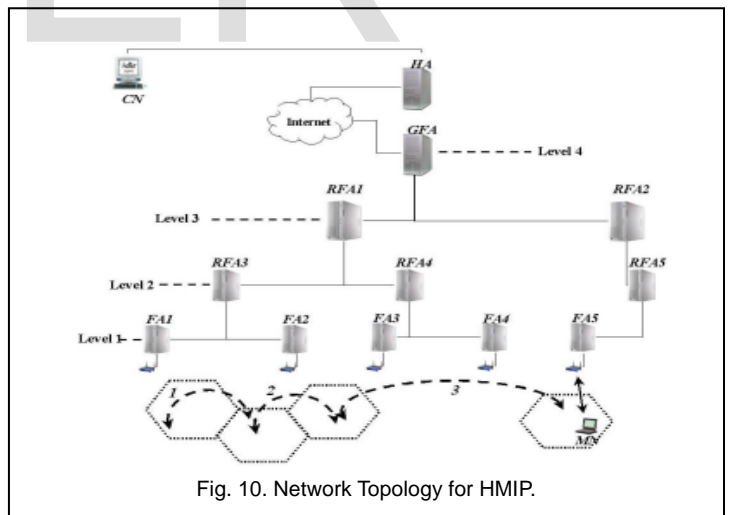 HA
CN
Internet
GFA
Level 4
RFA1
RFA2
Level 3
RFA3
RFA4
RFA5
Level 2
FA1
FA2
FA3
FA4
FA5
Level 1
1
2
3
MN
Fig. 10. Network Topology for HMIP.